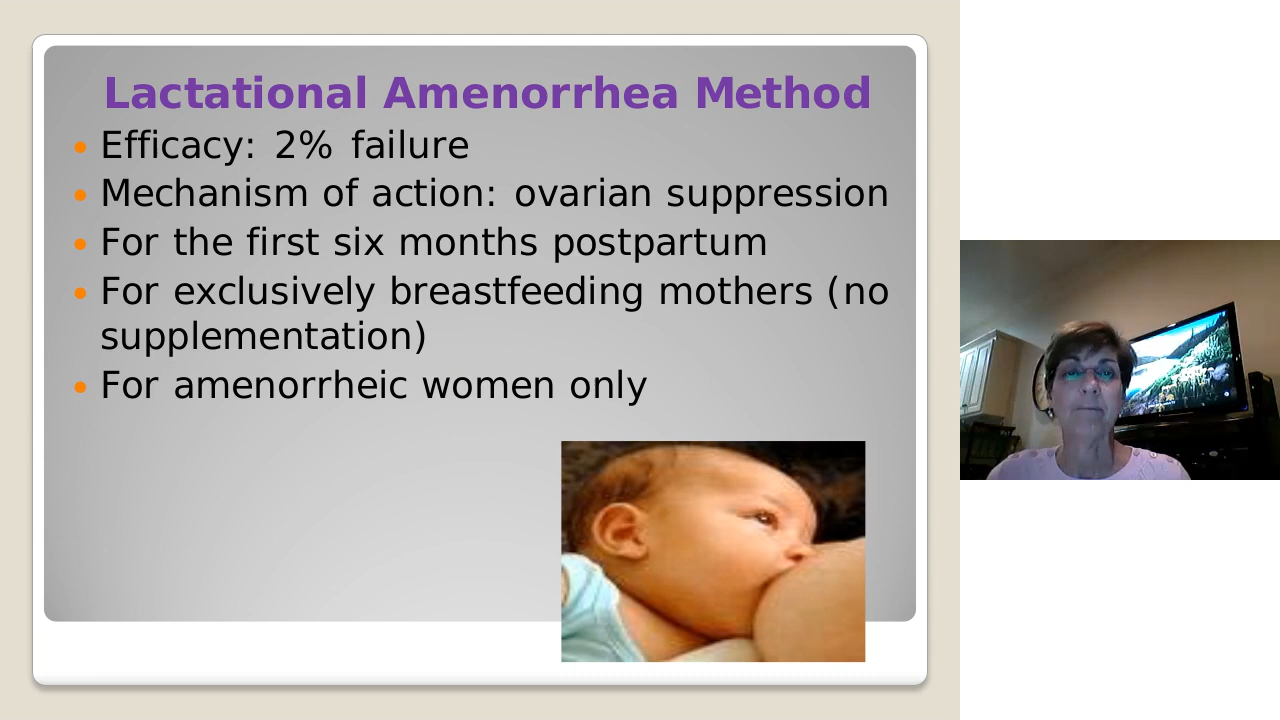 Lactational Amenorrhea Method
• Efficacy: 2% failure
• Mechanism of action: ovarian suppression
• For the first six months postpartum
• For exclusively breastfeeding mothers (no
supplementation)
• For amenorrheic women only